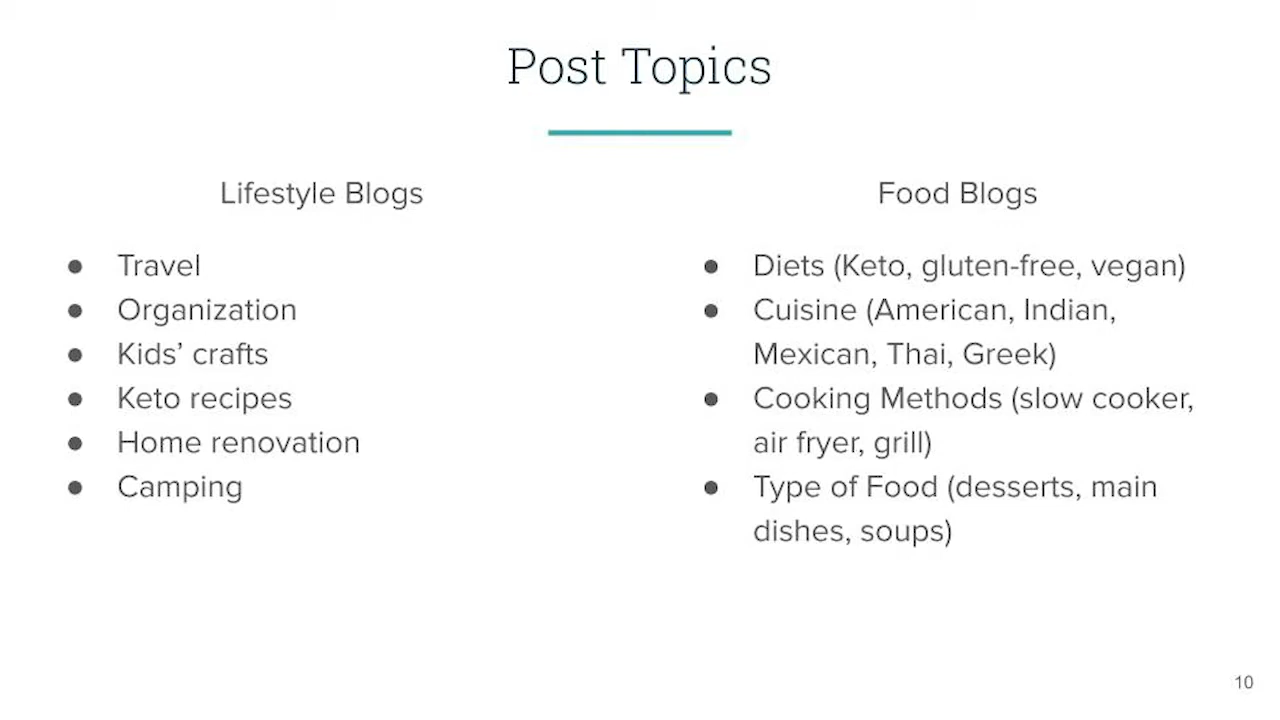 Post Topics
Lifestyle Blogs
● Travel
● Organization
● Kids’ crafts
● Keto recipes
● Home renovation
● Camping
Food Blogs
● Diets (Keto, gluten-free, vegan)
● Cuisine (American, Indian,
Mexican, Thai, Greek)
● Cooking Methods (slow cooker,
air fryer, grill)
● Type of Food (desserts, main
dishes, soups)
10